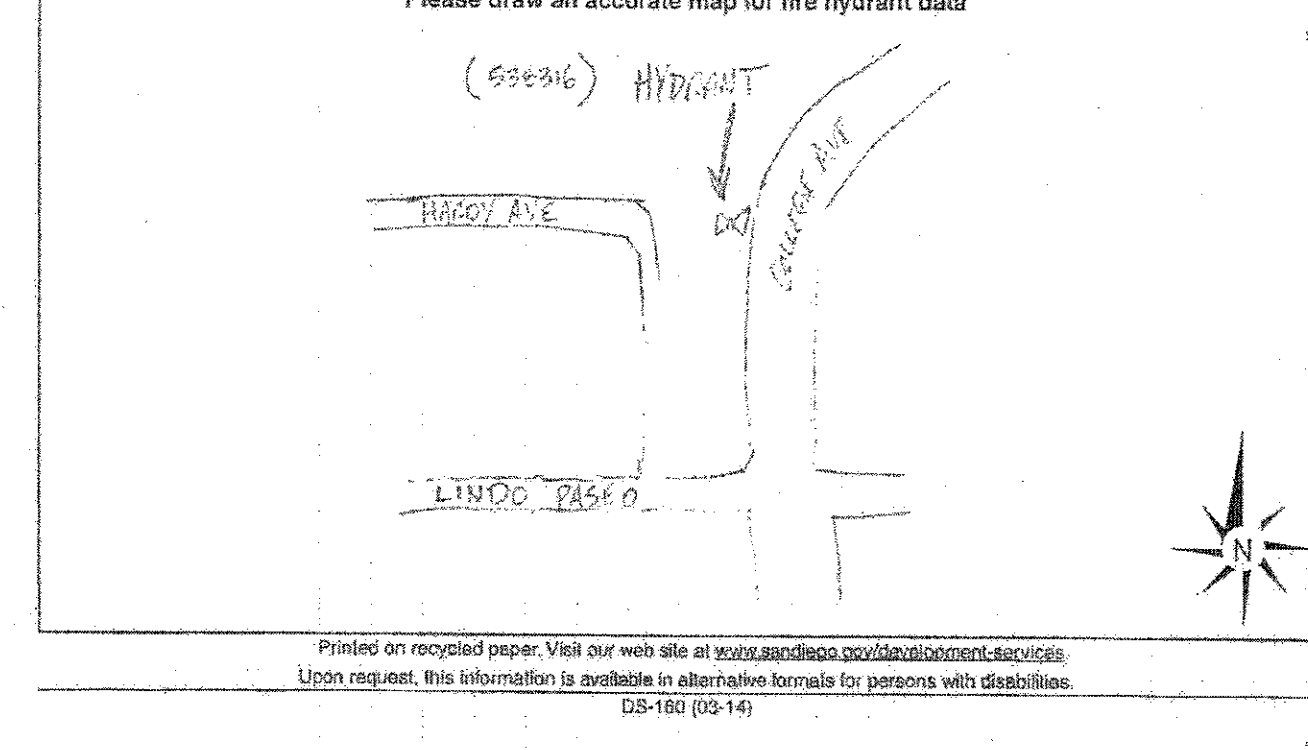 Please draw an accurate map for fire hydrant data
HYDRANT
COLLEGE AVE
HARDY AVE
LINDO PASEO
N
Printed on recycled paper. Visit our web site at www.sandiego.gov/development-services.
Upon request, this information is available in alternative formats for persons with disabilities.
DS-160 (03-14)